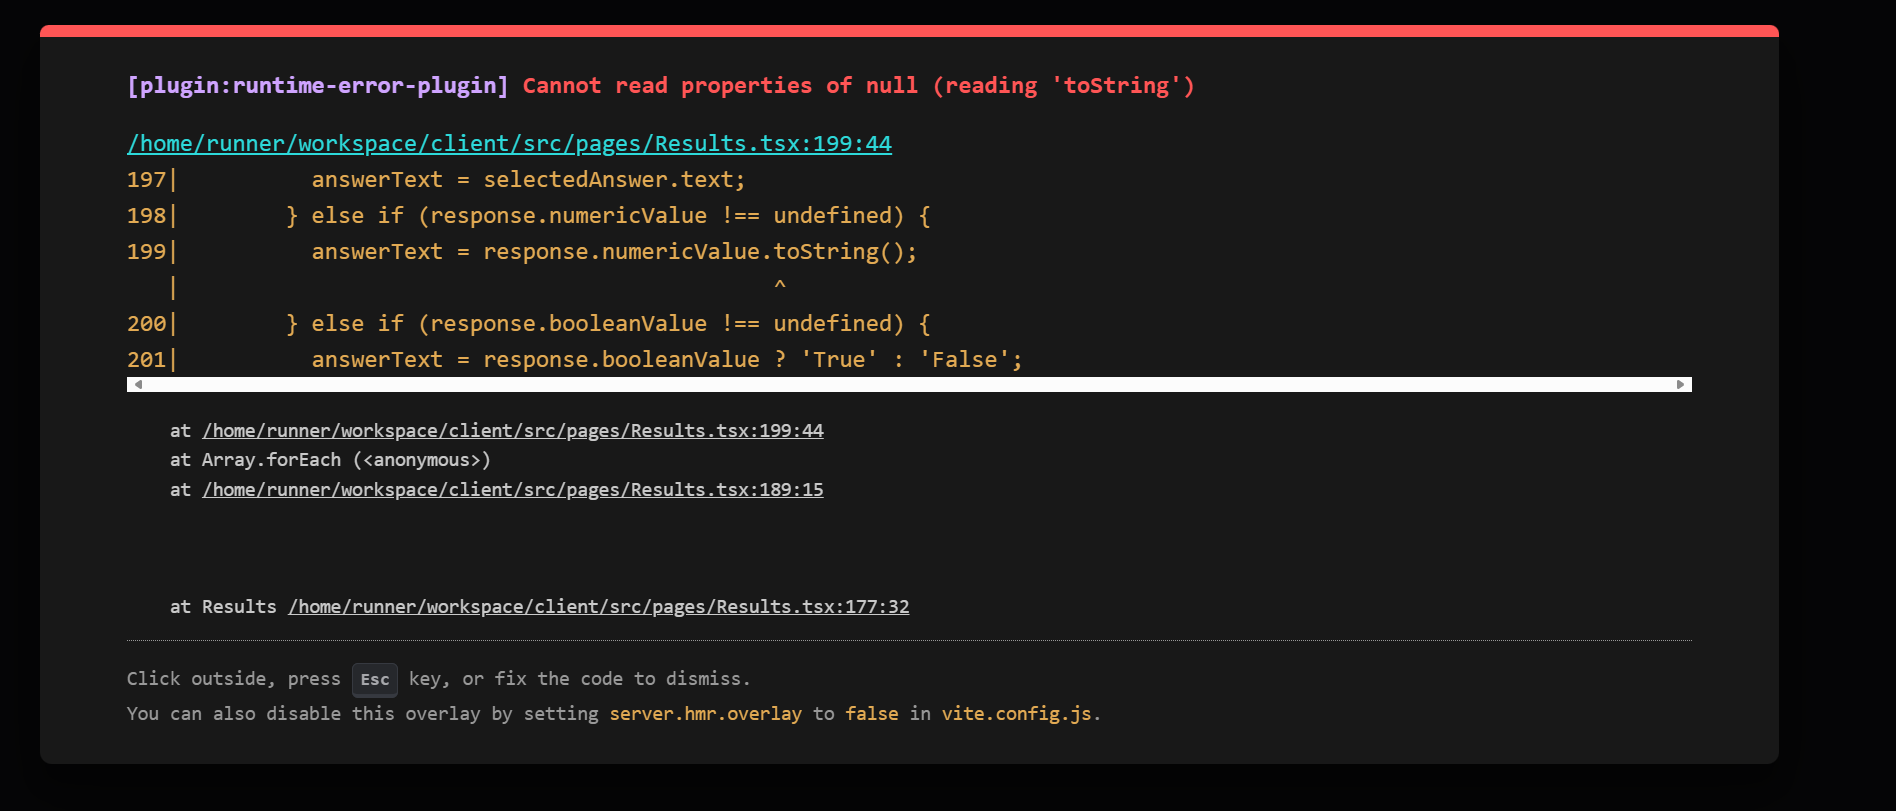 [plugin:runtime-error-plugin] Cannot read properties of null (reading 'toString')
/home/runner/workspace/client/src/pages/Results.tsx:199:44
197|          answerText = selectedAnswer.text;
198|        } else if (response.numericValue !== undefined) {
199|          answerText = response.numericValue.toString();
   |                                             ^
200|        } else if (response.booleanValue !== undefined) {
201|          answerText = response.booleanValue ? 'True' : 'False';
at /home/runner/workspace/client/src/pages/Results.tsx:199:44
at Array.forEach (<anonymous>)
at /home/runner/workspace/client/src/pages/Results.tsx:189:15
at Results /home/runner/workspace/client/src/pages/Results.tsx:177:32
Click outside, press Esc key, or fix the code to dismiss.
You can also disable this overlay by setting server.hmr.overlay to false in vite.config.js.